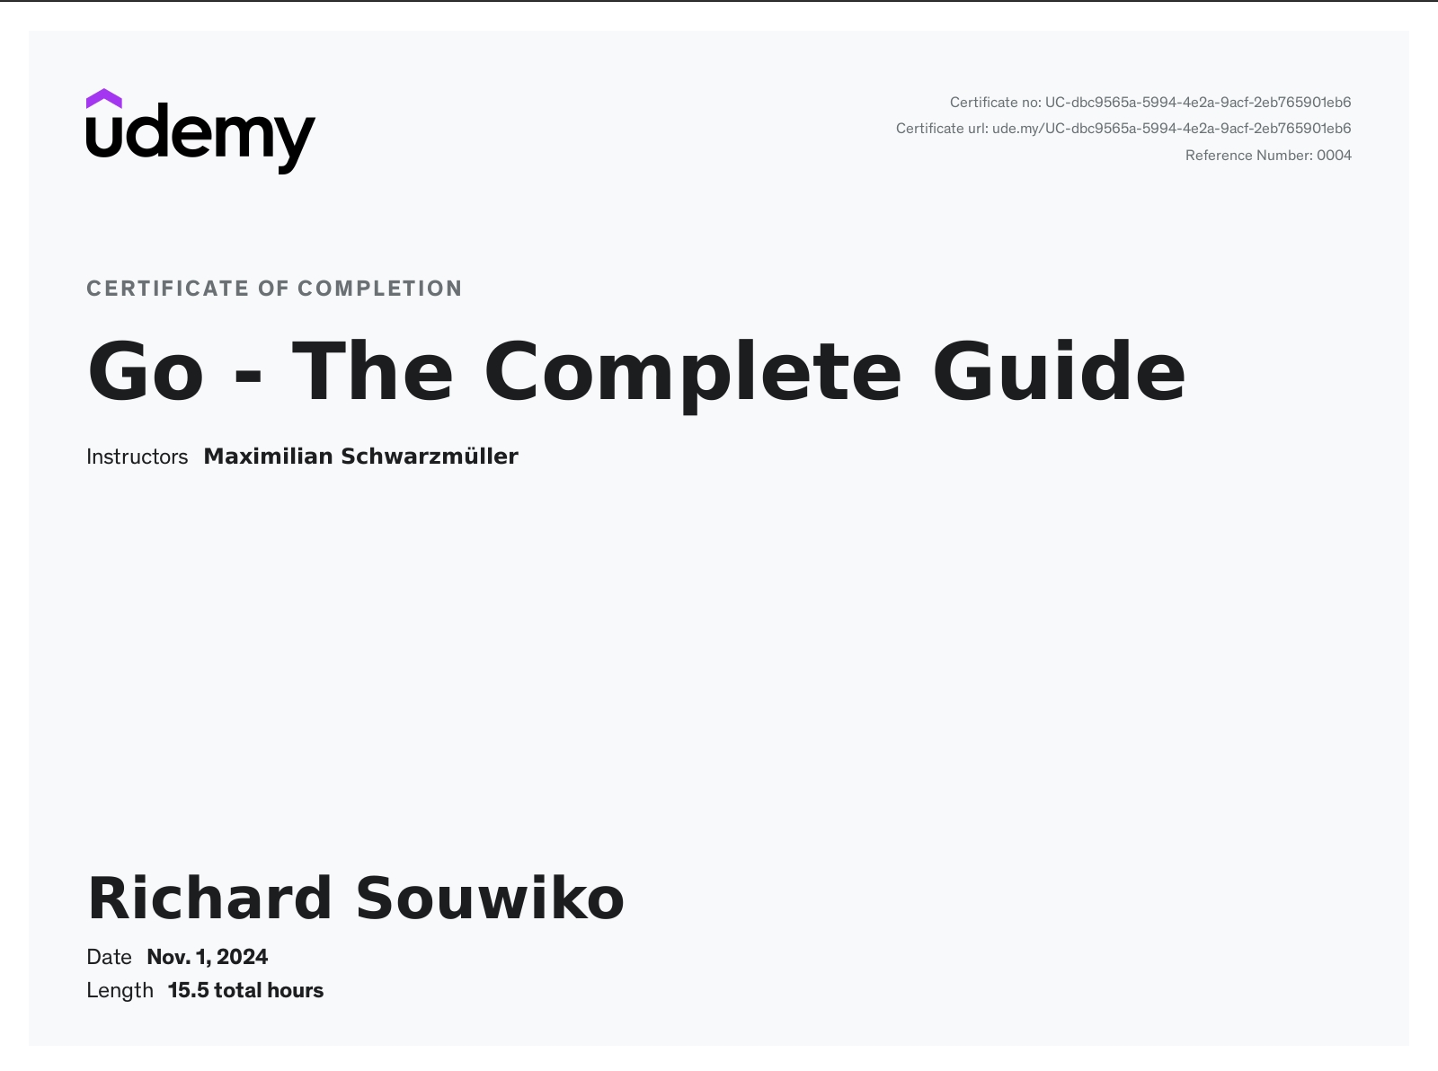 udemy
Certificate no: UC-dbc9565a-5994-4e2a-9acf-2eb765901eb6
Certificate url: ude.my/UC-dbc9565a-5994-4e2a-9acf-2eb765901eb6
Reference Number: 0004
CERTIFICATE OF COMPLETION
Go - The Complete Guide
Instructors Maximilian Schwarzmüller
Richard Souwiko
Date Nov. 1, 2024
Length 15.5 total hours